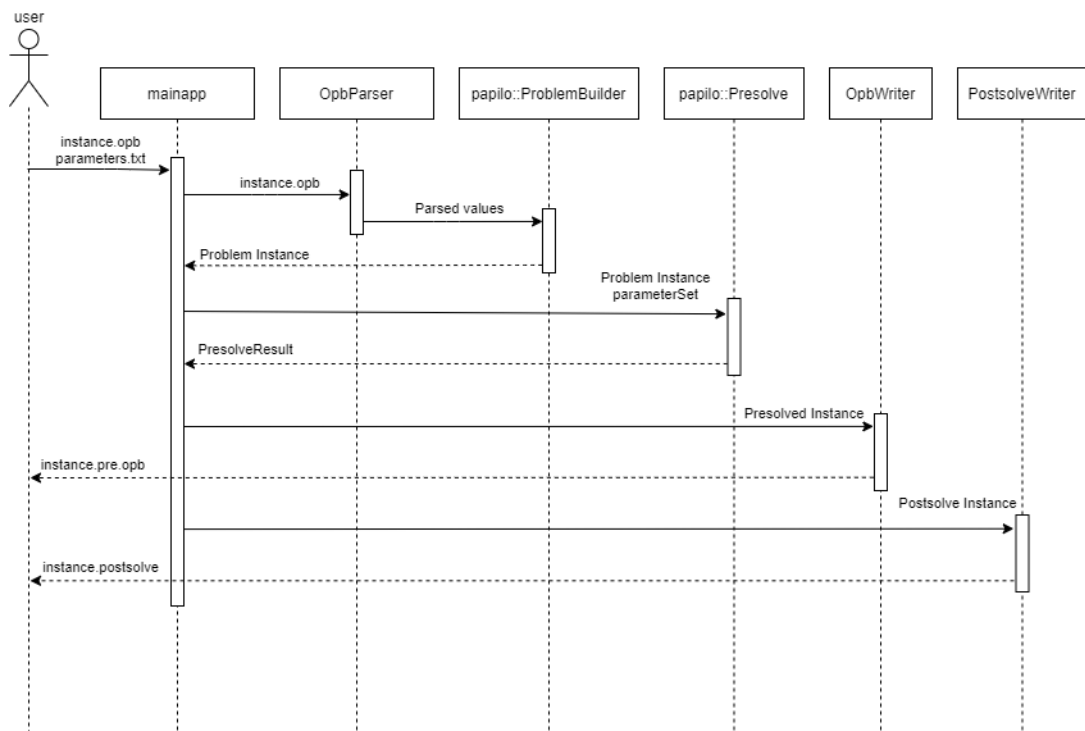 user
mainapp
OpbParser
papilo::ProblemBuilder
papilo::Presolve
OpbWriter
PostsolveWriter
instance.opb
parameters.txt
instance.opb
Parsed values
Problem Instance
Problem Instance
parameterSet
PresolveResult
Presolved Instance
instance.pre.opb
Postsolve Instance
instance.postsolve